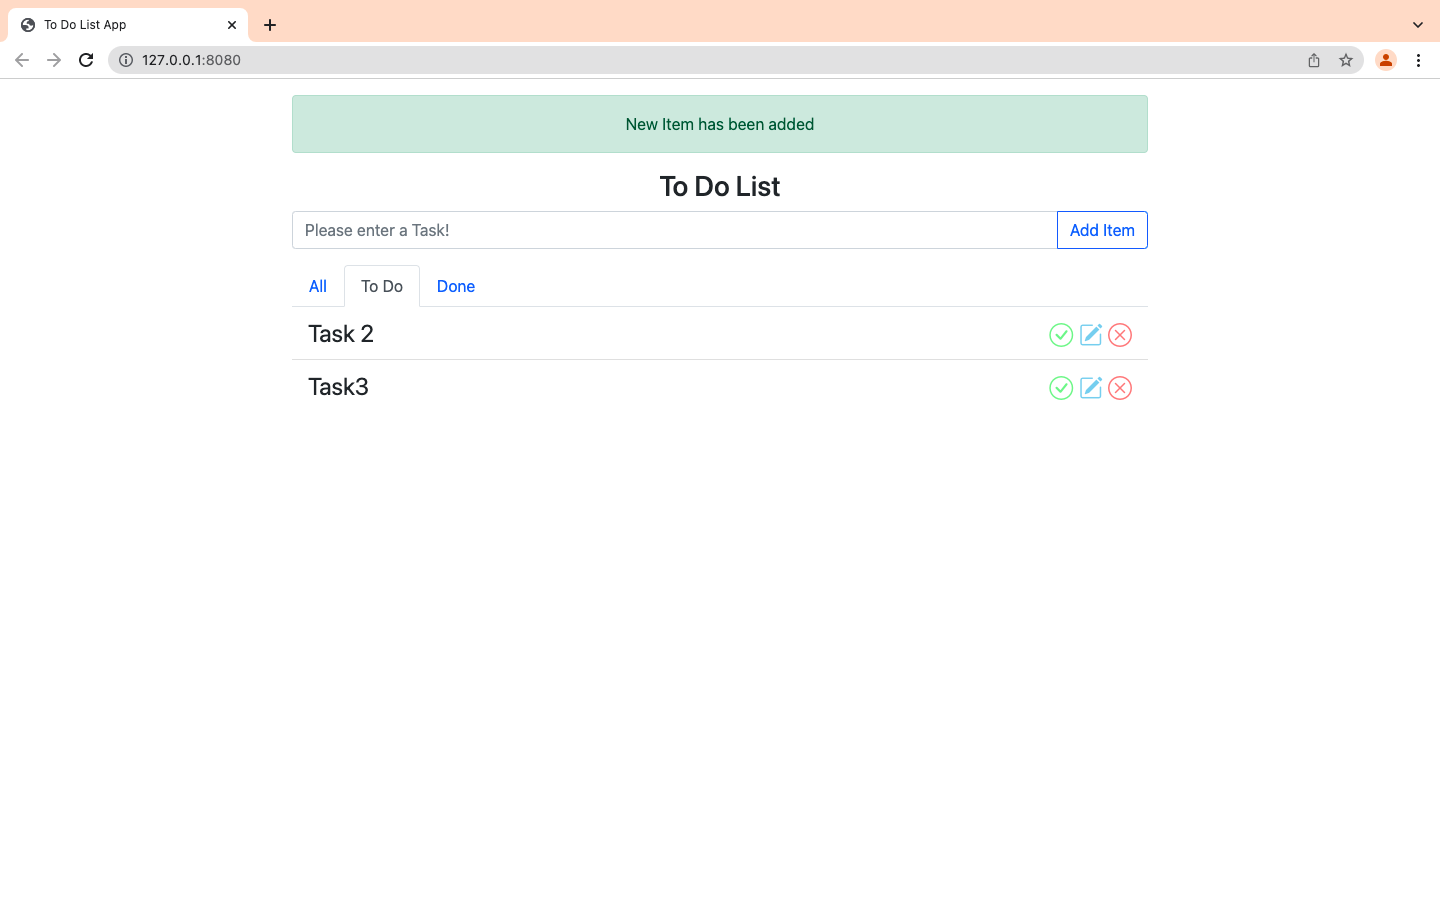 To Do List App
127.0.0.1:8080
New Item has been added
To Do List
Please enter a Task! Add Item
All To Do Done
Task 2
Task3